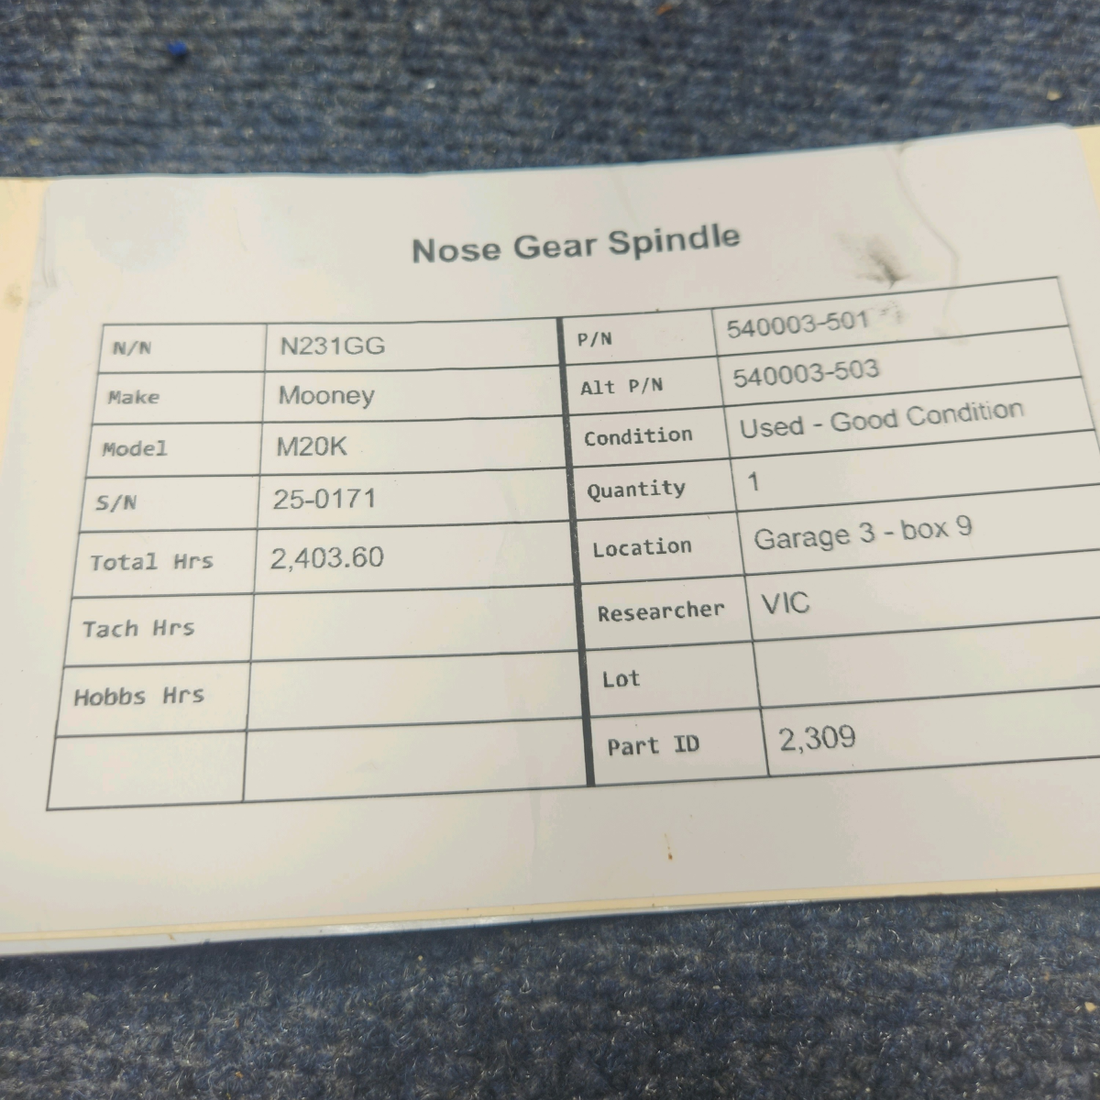 Nose Gear Spindle
N/N N231GG P/N 540003-501
Make Mooney Alt P/N 540003-503
Model M20K Condition Used - Good Condition
S/N 25-0171 Quantity 1
Total Hrs 2,403.60 Location Garage 3 - box 9
Tach Hrs Researcher VIC
Hobbs Hrs Lot
Part ID 2,309